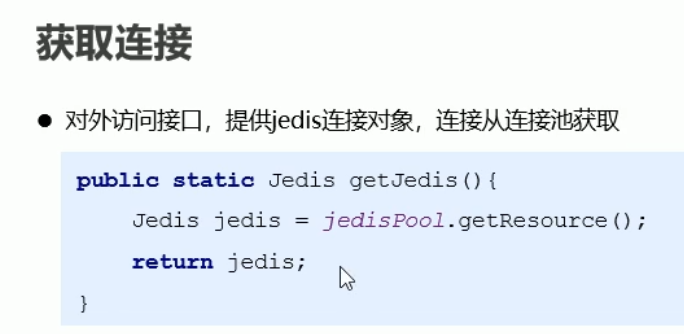 获取连接
● 对外访问接口，提供jedis连接对象，连接从连接池获取
public static Jedis getJedis(){
    Jedis jedis = jedisPool.getResource();
    return jedis;
}